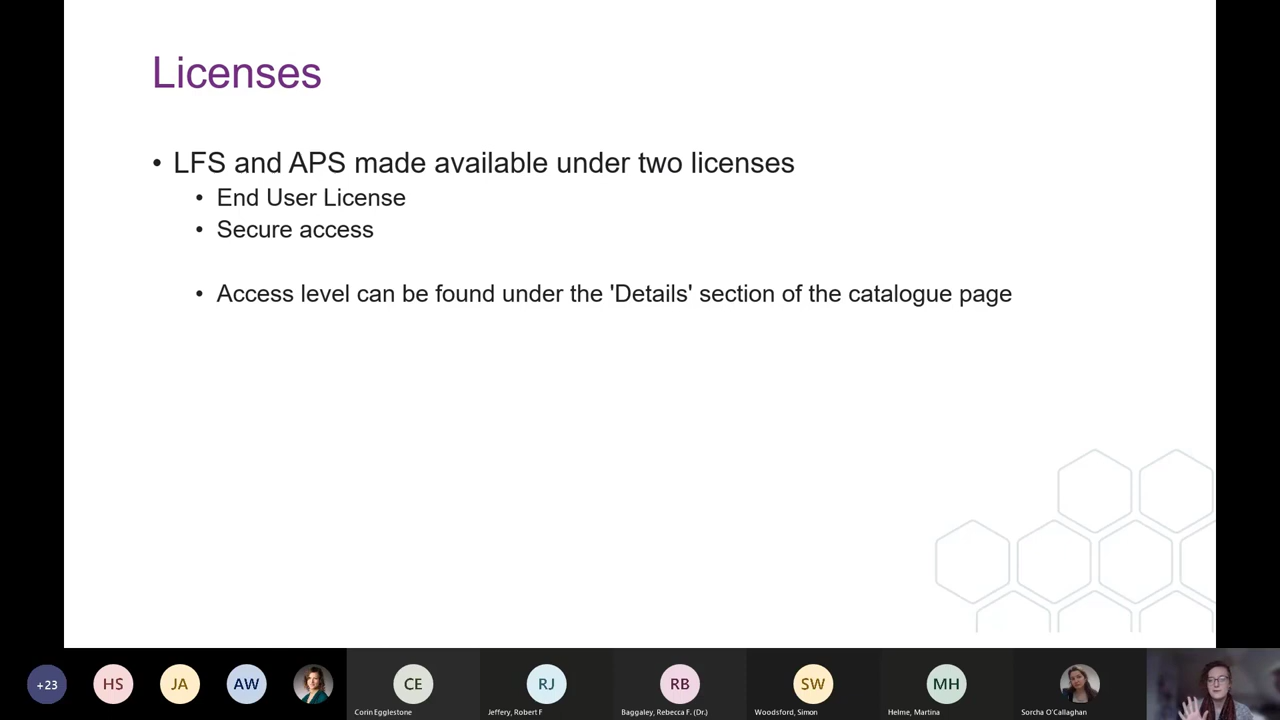 Licenses
• LFS and APS made available under two licenses
• End User License
• Secure access
• Access level can be found under the 'Details' section of the catalogue page
+23
HS
JA
AW
CE
RJ
RB
SW
MH
Corin Egglestone
Jeffery, Robert F
Baggaley, Rebecca F. (Dr.)
Woodsford, Simon
Helme, Martina
Sorcha O'Callaghan